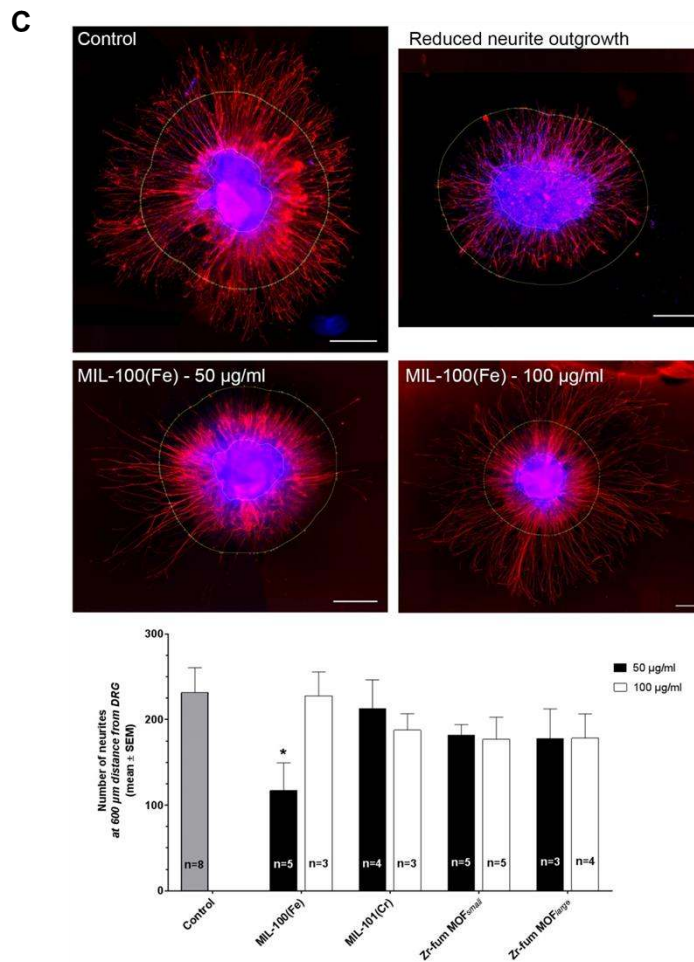 C
Control
Reduced neurite outgrowth
MIL-100(Fe) - 50 µg/ml
MIL-100(Fe) - 100 µg/ml
Number of neurites
at 600 µm distance from DRG
(mean ± SEM)
300
200
100
0
50 µg/ml
100 µg/ml
*
n=8
n=5
n=3
n=4
n=3
n=5
n=5
n=3
n=4
Control
MIL-100(Fe)
MIL-101(Cr)
Zr-fum MOFsmall
Zr-fum MOFlarge